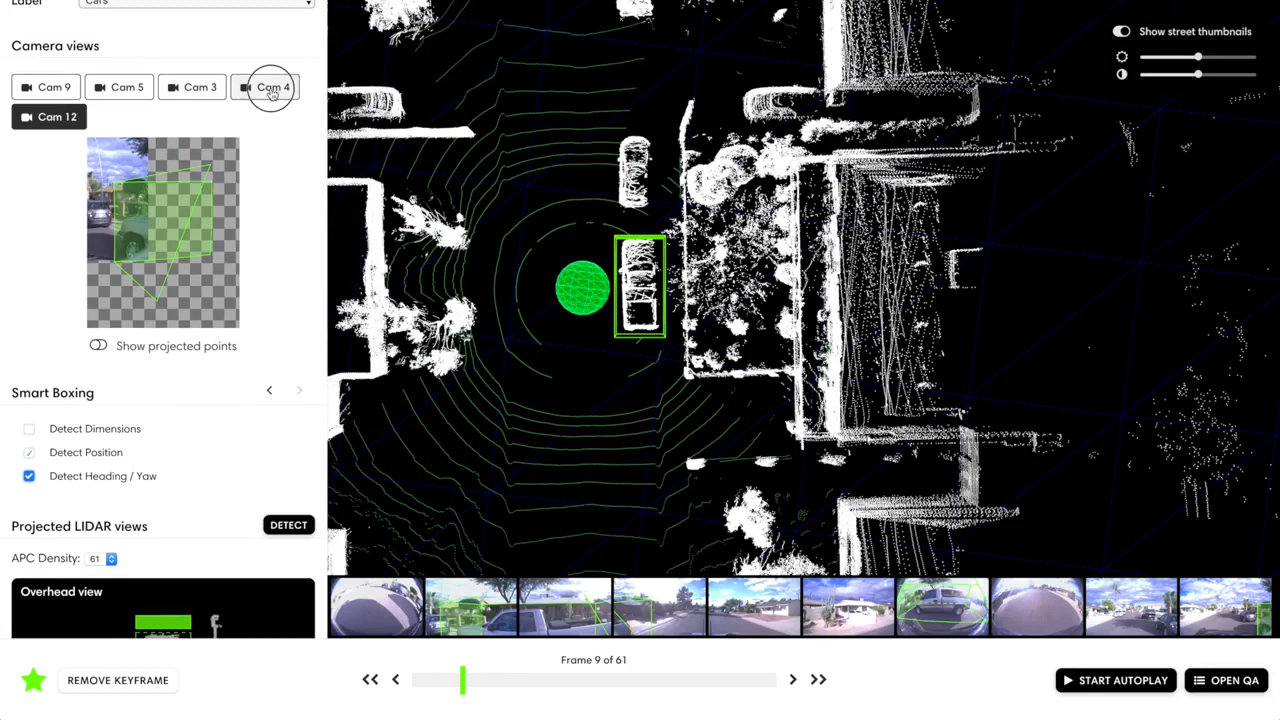 Label Cars
Camera views
Cam 9 Cam 5 Cam 3 Cam 4
Cam 12
Show projected points
Smart Boxing
Detect Dimensions
Detect Position
Detect Heading / Yaw
Projected LIDAR views DETECT
APC Density: 61
Overhead view
Show street thumbnails
REMOVE KEYFRAME
Frame 9 of 61
START AUTOPLAY
OPEN QA